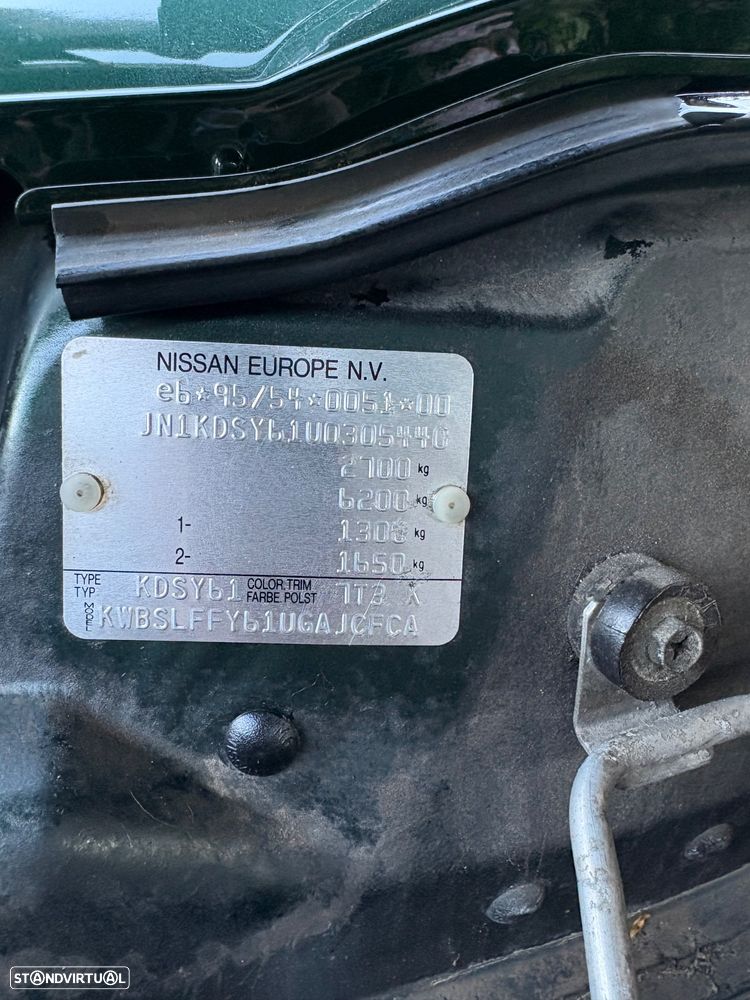 NISSAN EUROPE N.V.
e6*95/54*0051*00
JN1KDSY61U0305440
2700 kg
6200 kg
1- 1300 kg
2- 1650 kg
TYPE KDSY61 COLOR, TRIM 7T3 X
TYP FARBE, POLST
MODEL KWBSLFFY61UGAJCFCA
STANDVIRTUAL